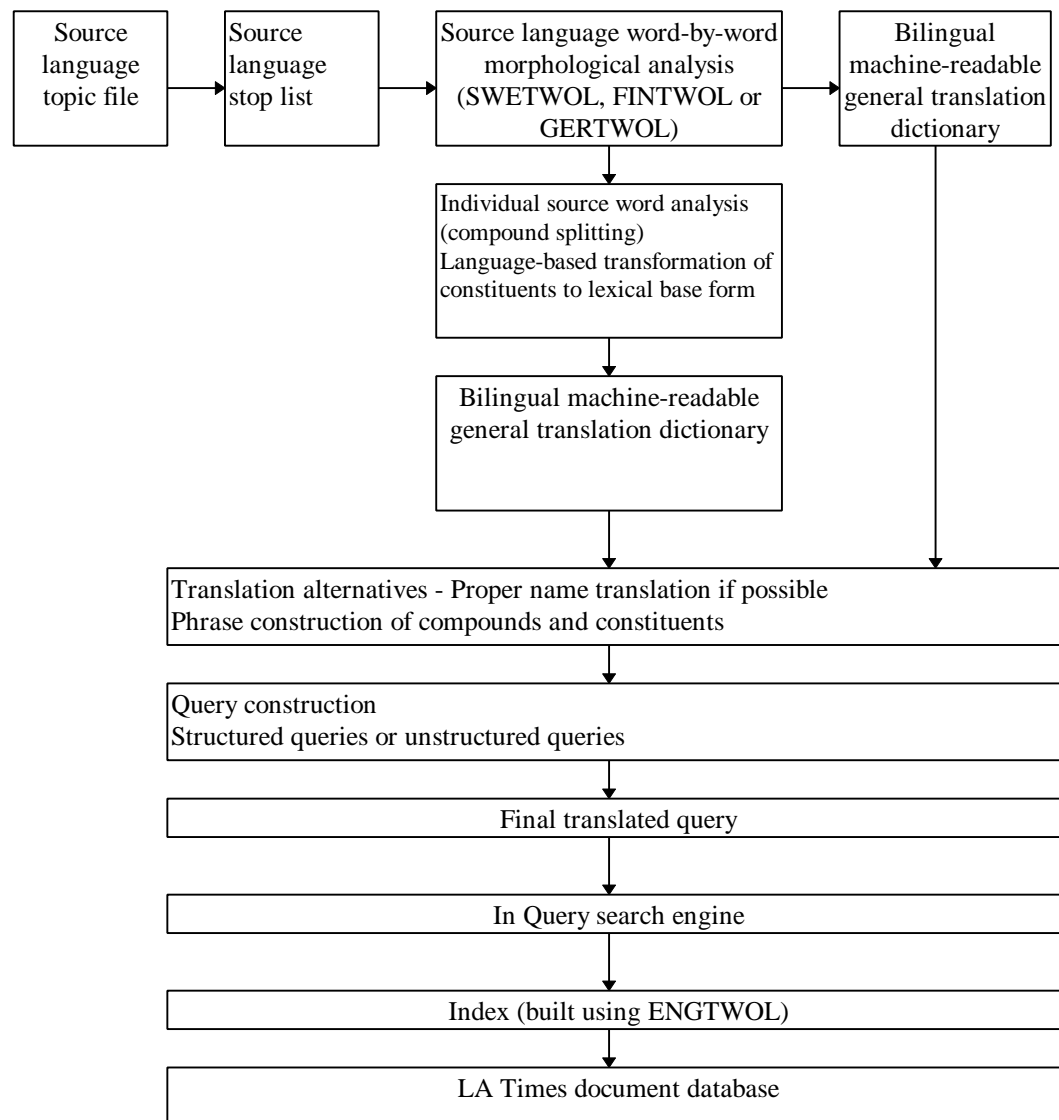 Source
language
topic file
Source
language
stop list
Source language word-by-word
morphological analysis
(SWETWOL, FINTWOL or
GERTWOL)
Bilingual
machine-readable
general translation
dictionary
Individual source word analysis
(compound splitting)
Language-based transformation of
constituents to lexical base form
Bilingual machine-readable
general translation dictionary
Translation alternatives - Proper name translation if possible
Phrase construction of compounds and constituents
Query construction
Structured queries or unstructured queries
Final translated query
In Query search engine
Index (built using ENGTWOL)
LA Times document database